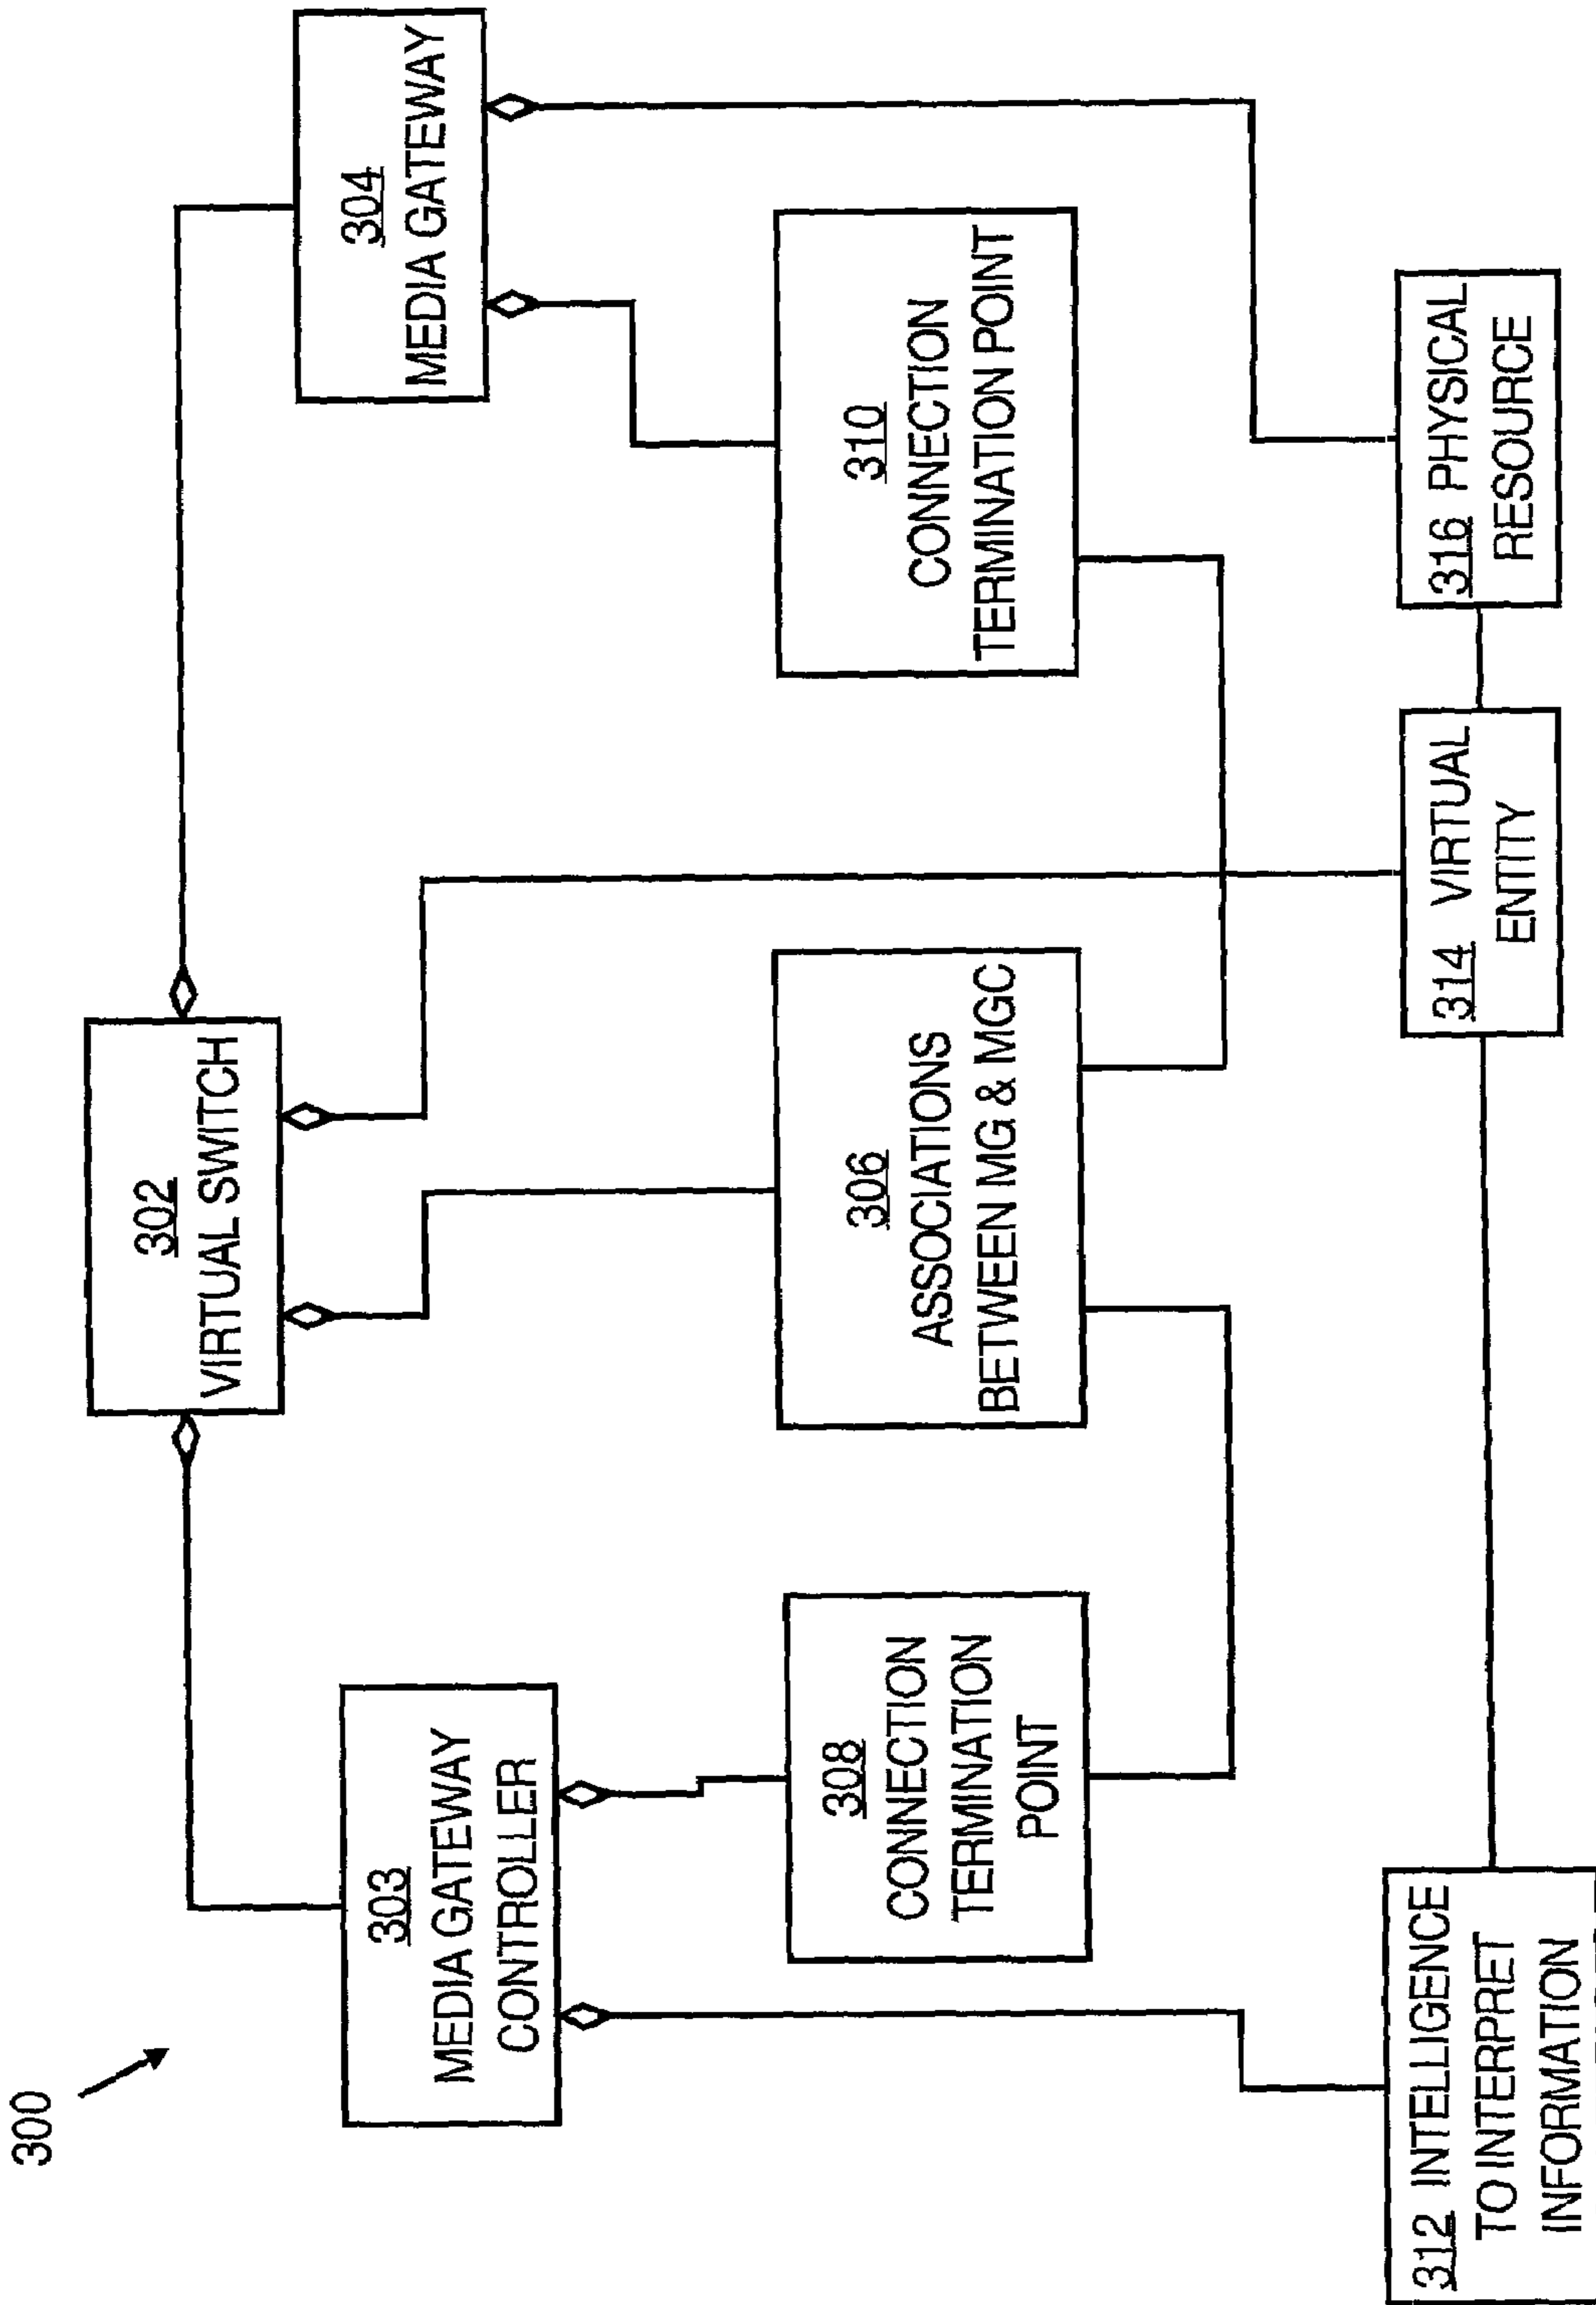 300
302
VIRTUAL SWITCH
303
MEDIA GATEWAY
CONTROLLER
304
MEDIA GATEWAY
308
CONNECTION
TERMINATION
POINT
306
ASSOCIATIONS
BETWEEN MG & MGC
310
CONNECTION
TERMINATION POINT
312 INTELLIGENCE
TO INTERPRET
INFORMATION
314 VIRTUAL
ENTITY
316 PHYSICAL
RESOURCE